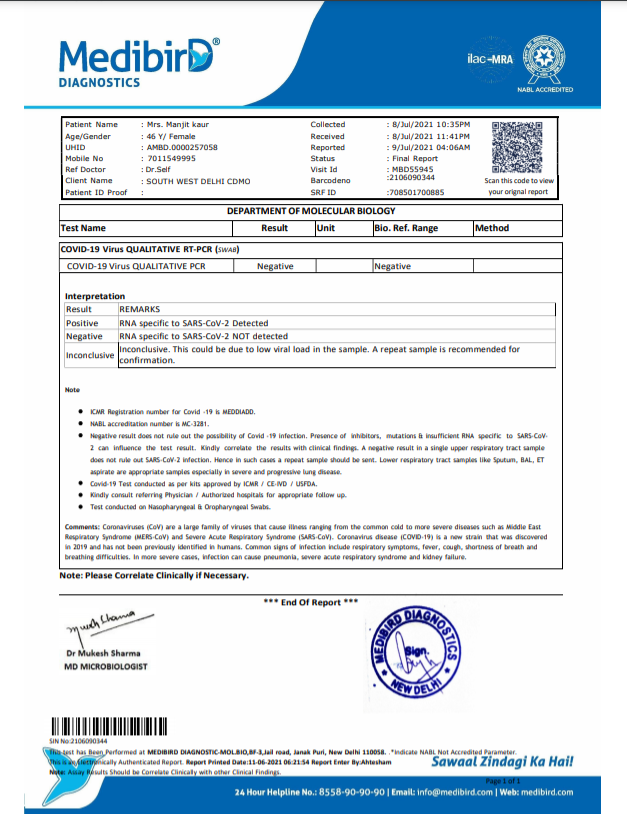 MedibirD®
DIAGNOSTICS
ilac-MRA
NABL ACCREDITED
Patient Name : Mrs. Manjit kaur Collected : 8/Jul/2021 10:35PM
Age/Gender : 46 Y/ Female Received : 8/Jul/2021 11:41PM
UHID : AMBD.0000257058 Reported : 9/Jul/2021 04:06AM
Mobile No : 7011549995 Status : Final Report
Ref Doctor : Dr.Self Visit Id : MBD55945
Client Name : SOUTH WEST DELHI CDMO Barcodeno :2106090344
Patient ID Proof : SRF ID :708501700885
Scan this code to view
your orignal report
DEPARTMENT OF MOLECULAR BIOLOGY
Test Name Result Unit Bio. Ref. Range Method
COVID-19 Virus QUALITATIVE RT-PCR (SWAB)
COVID-19 Virus QUALITATIVE PCR Negative Negative
Interpretation
Result REMARKS
Positive RNA specific to SARS-CoV-2 Detected
Negative RNA specific to SARS-CoV-2 NOT detected
Inconclusive Inconclusive. This could be due to low viral load in the sample. A repeat sample is recommended for
confirmation.
Note
● ICMR Registration number for Covid -19 is MEDDIADD.
● NABL accreditation number is MC-3281.
● Negative result does not rule out the possibility of Covid -19 infection. Presence of inhibitors, mutations & insufficient RNA specific to SARS-CoV-
2 can influence the test result. Kindly correlate the results with clinical findings. A negative result in a single upper respiratory tract sample
does not rule out SARS-CoV-2 infection. Hence in such cases a repeat sample should be sent. Lower respiratory tract samples like Sputum, BAL, ET
aspirate are appropriate samples especially in severe and progressive lung disease.
● Covid-19 Test conducted as per kits approved by ICMR / CE-IVD / USFDA.
● Kindly consult referring Physician / Authorized hospitals for appropriate follow up.
● Test conducted on Nasopharyngeal & Oropharyngeal Swabs.
Comments: Coronaviruses (CoV) are a large family of viruses that cause illness ranging from the common cold to more severe diseases such as Middle East
Respiratory Syndrome (MERS-CoV) and Severe Acute Respiratory Syndrome (SARS-CoV). Coronavirus disease (COVID-19) is a new strain that was discovered
in 2019 and has not been previously identified in humans. Common signs of infection include respiratory symptoms, fever, cough, shortness of breath and
breathing difficulties. In more severe cases, infection can cause pneumonia, severe acute respiratory syndrome and kidney failure.
Note: Please Correlate Clinically if Necessary.
*** End Of Report ***
Dr Mukesh Sharma
MD MICROBIOLOGIST
MEDIBIRD DIAGNOSTICS
Sign.
NEW DELHI
SIN No:2106090344
This test has Been Performed at MEDIBIRD DIAGNOSTIC-MOL.BIO,BF-3,Jail road, Janak Puri, New Delhi 110058. .*Indicate NABL Not Accredited Parameter.
This is an Electronically Authenticated Report. Report Printed Date:11-06-2021 06:21:54 Report Enter By:Ahtesham
Note: Assay Results Should be Correlate Clinically with other Clinical Findings.
Sawaal Zindagi Ka Hai!
Page 1 of 1
24 Hour Helpline No.: 8558-90-90-90 | Email: info@medibird.com | Web: medibird.com